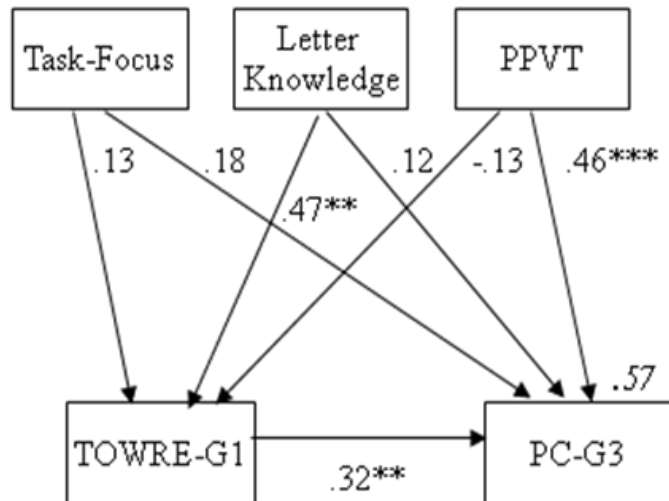 Task-Focus
Letter
Knowledge
PPVT
.13
.18
.12
-.13
.46***
.47**
.57
TOWRE-G1
PC-G3
.32**